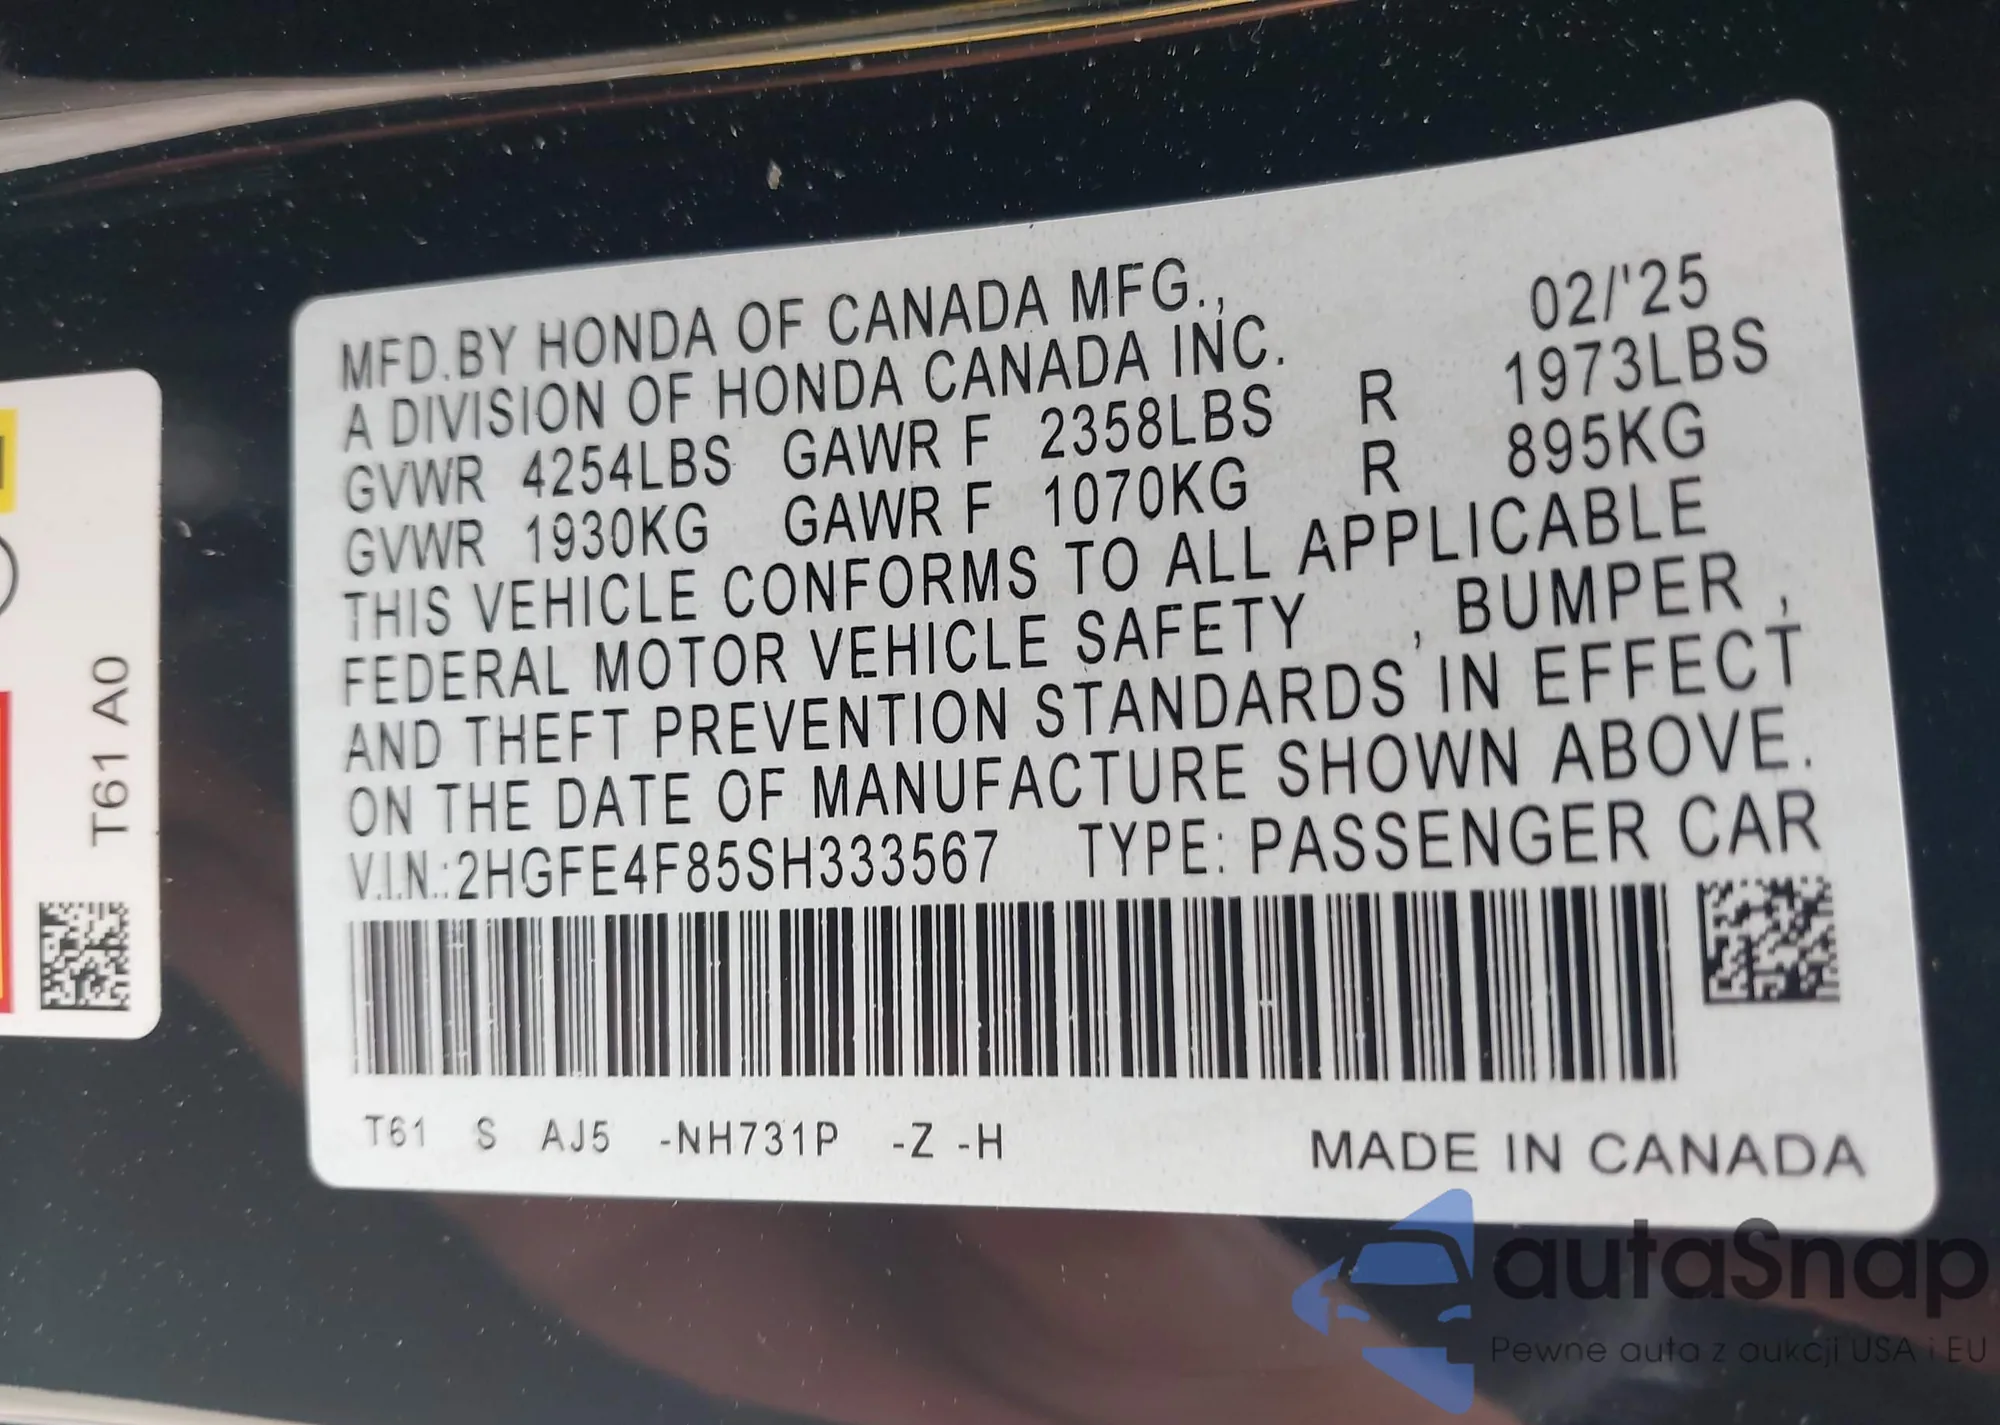 MFD.BY HONDA OF CANADA MFG.,
02/'25
A DIVISION OF HONDA CANADA INC.
GVWR 4254LBS GAWR F 2358LBS R 1973LBS
GVWR 1930KG GAWR F 1070KG R 895KG
THIS VEHICLE CONFORMS TO ALL APPLICABLE
FEDERAL MOTOR VEHICLE SAFETY , BUMPER ,
AND THEFT PREVENTION STANDARDS IN EFFECT
ON THE DATE OF MANUFACTURE SHOWN ABOVE.
V.I.N.:2HGFE4F85SH333567 TYPE: PASSENGER CAR
T61 S AJ5 -NH731P -Z -H
MADE IN CANADA
T61 A0
autaSnap
Pewne auta z aukcji USA i EU